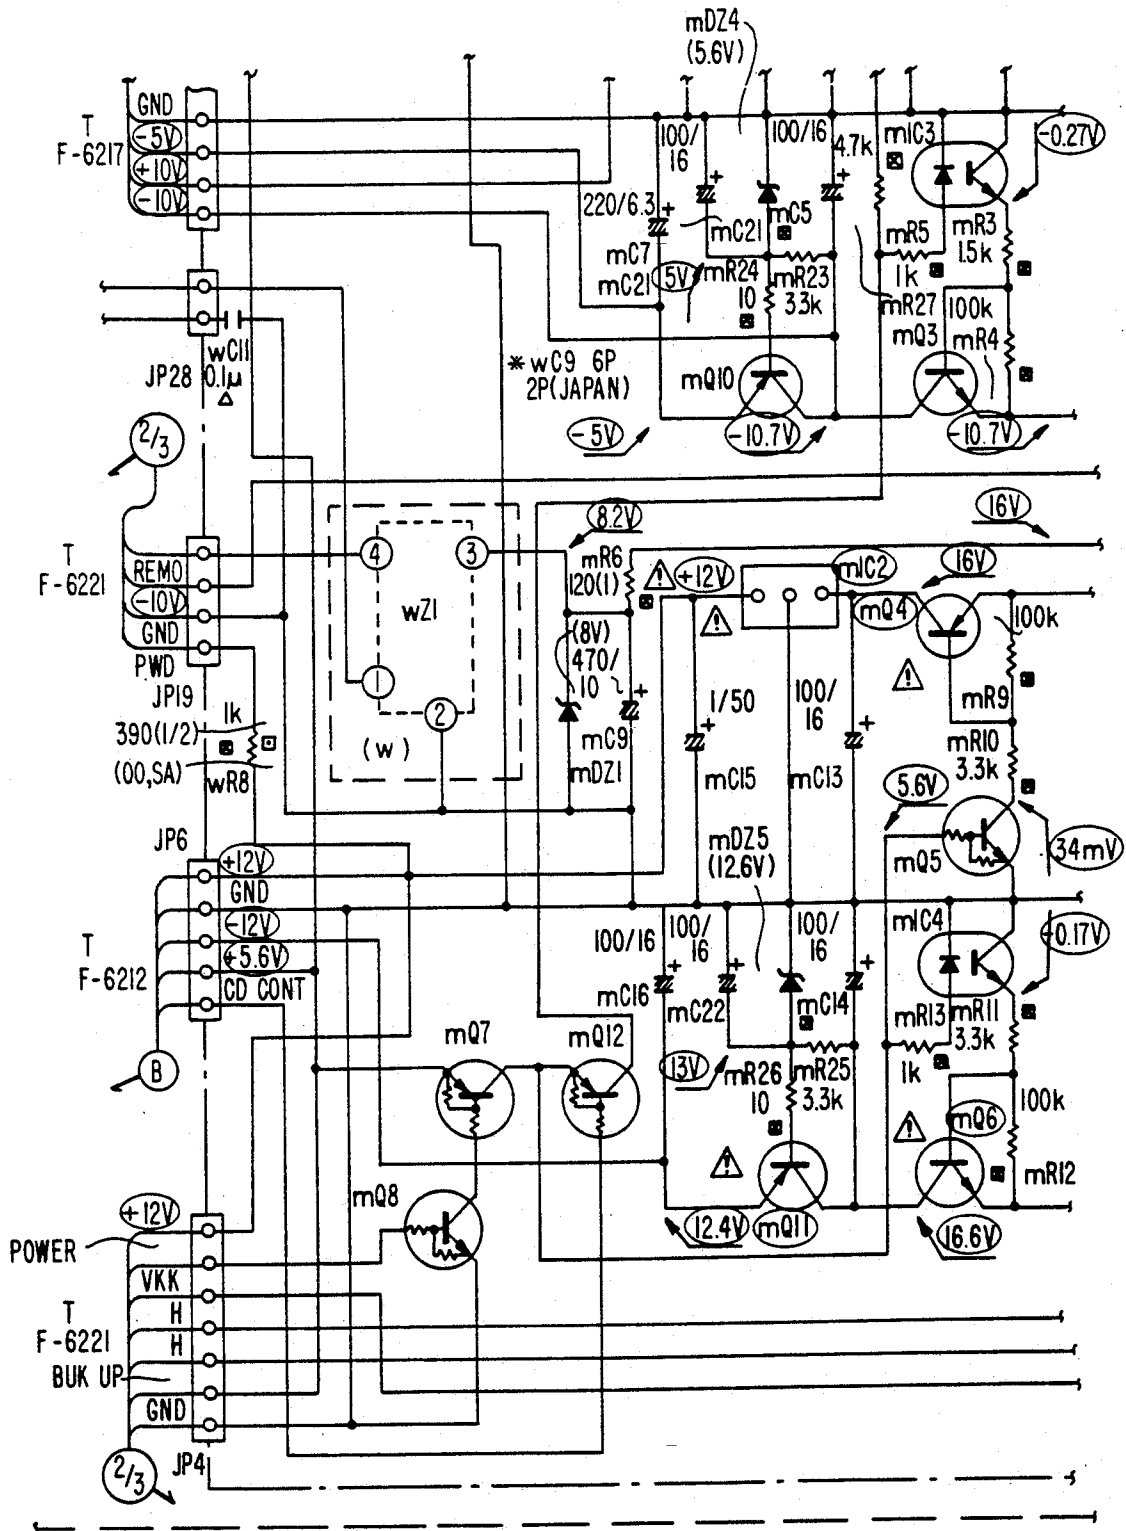 mDZ4
(5.6V)
GND
T
F-6217
-5V
+10V
-10V
100/
16
100/16
4.7k
mIC3
-0.27V
220/6.3
mC21
mC5
mR5
mR3
1.5k
mC7
mC21
5V
mR24
10
mR23
3.3k
1k
mR27
100k
mQ3
mR4
wC11
0.1μ
JP28
* wC9 6P
2P(JAPAN)
mQ10
-5V
-10.7V
-10.7V
2/3
T
F-6221
REMO
-10V
GND
PWD
JP19
4
3
wZ1
1
2
(w)
8.2V
mR6
120(1)
16V
+12V
mIC2
16V
mQ4
100k
(8V)
470/
10
mC9
mDZ1
1/50
mC15
100/
16
mC13
mR9
mR10
3.3k
1k
390(1/2)
(OO,SA)
wR8
5.6V
mQ5
34mV
JP6
+12V
GND
-12V
+5.6V
CD CONT
T
F-6212
B
mDZ5
(12.6V)
100/16
100/
16
100/
16
mIC4
0.17V
mC16
mC22
mC14
mR13
mR11
3.3k
mQ7
mQ12
13V
mR26
10
mR25
3.3k
1k
100k
mQ6
mR12
mQ8
12.4V
mQ11
16.6V
+12V
POWER
VKK
T
F-6221
H
H
BUK UP
GND
2/3
JP4